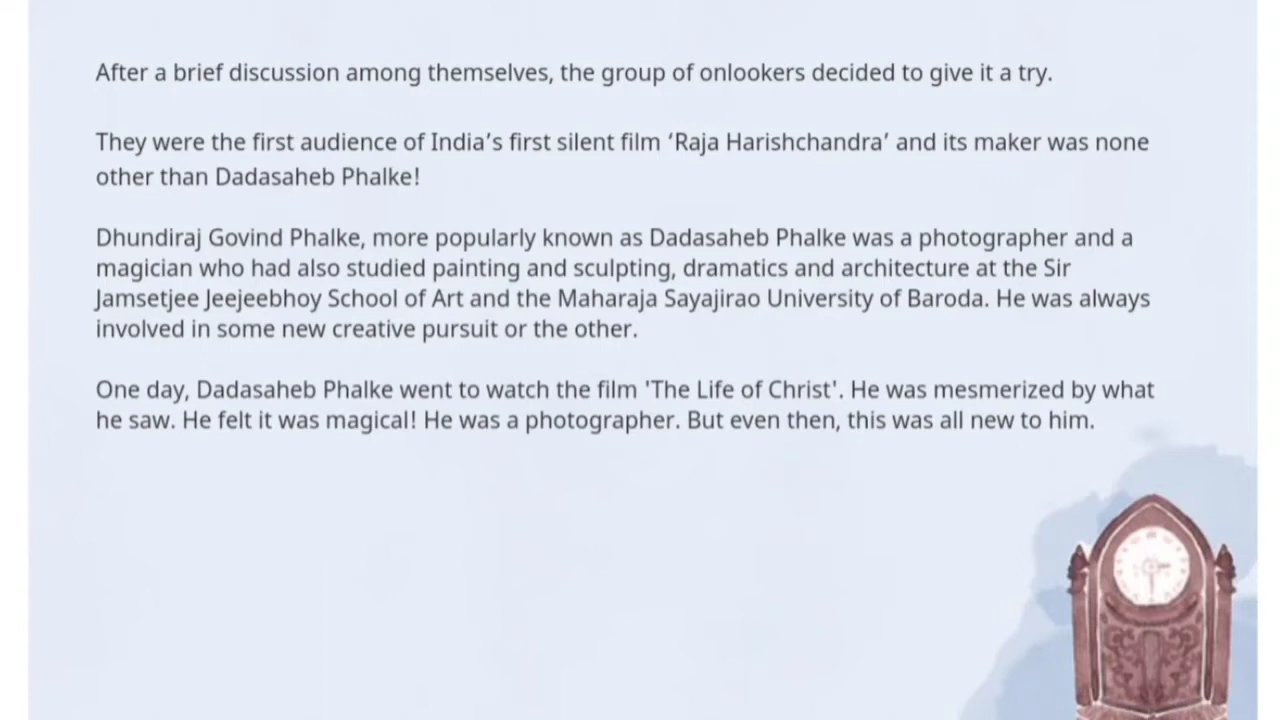 After a brief discussion among themselves, the group of onlookers decided to give it a try.
They were the first audience of India’s first silent film ‘Raja Harishchandra’ and its maker was none
other than Dadasaheb Phalke!
Dhundiraj Govind Phalke, more popularly known as Dadasaheb Phalke was a photographer and a
magician who had also studied painting and sculpting, dramatics and architecture at the Sir
Jamsetjee Jeejeebhoy School of Art and the Maharaja Sayajirao University of Baroda. He was always
involved in some new creative pursuit or the other.
One day, Dadasaheb Phalke went to watch the film 'The Life of Christ'. He was mesmerized by what
he saw. He felt it was magical! He was a photographer. But even then, this was all new to him.